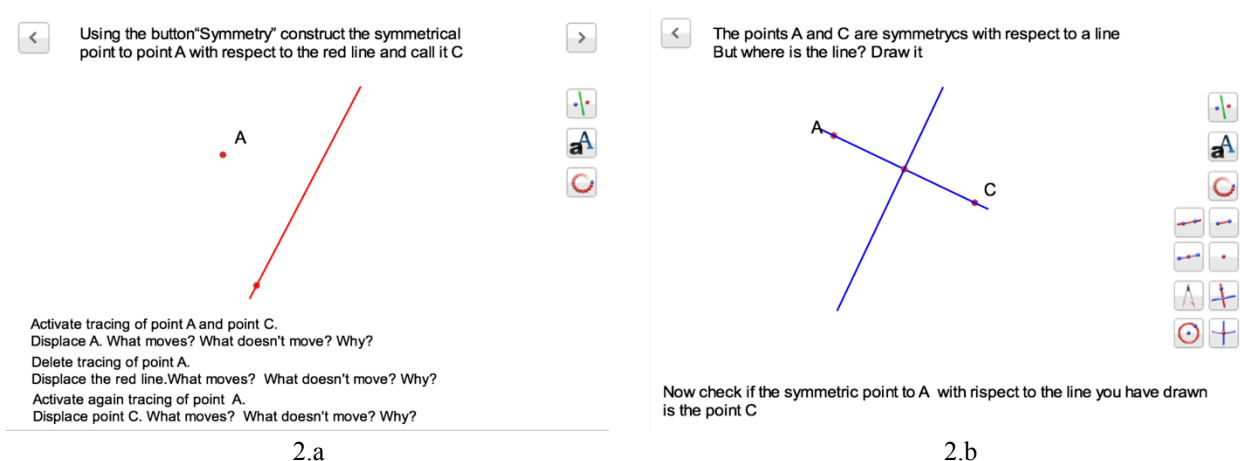 Using the button“Symmetry” construct the symmetrical
point to point A with respect to the red line and call it C
A
aA
Activate tracing of point A and point C.
Displace A. What moves? What doesn't move? Why?
Delete tracing of point A.
Displace the red line.What moves? What doesn't move? Why?
Activate again tracing of point A.
Displace point C. What moves? What doesn't move? Why?
2.a
The points A and C are symmetrycs with respect to a line
But where is the line? Draw it
A
C
aA
Now check if the symmetric point to A with rispect to the line you have drawn
is the point C
2.b